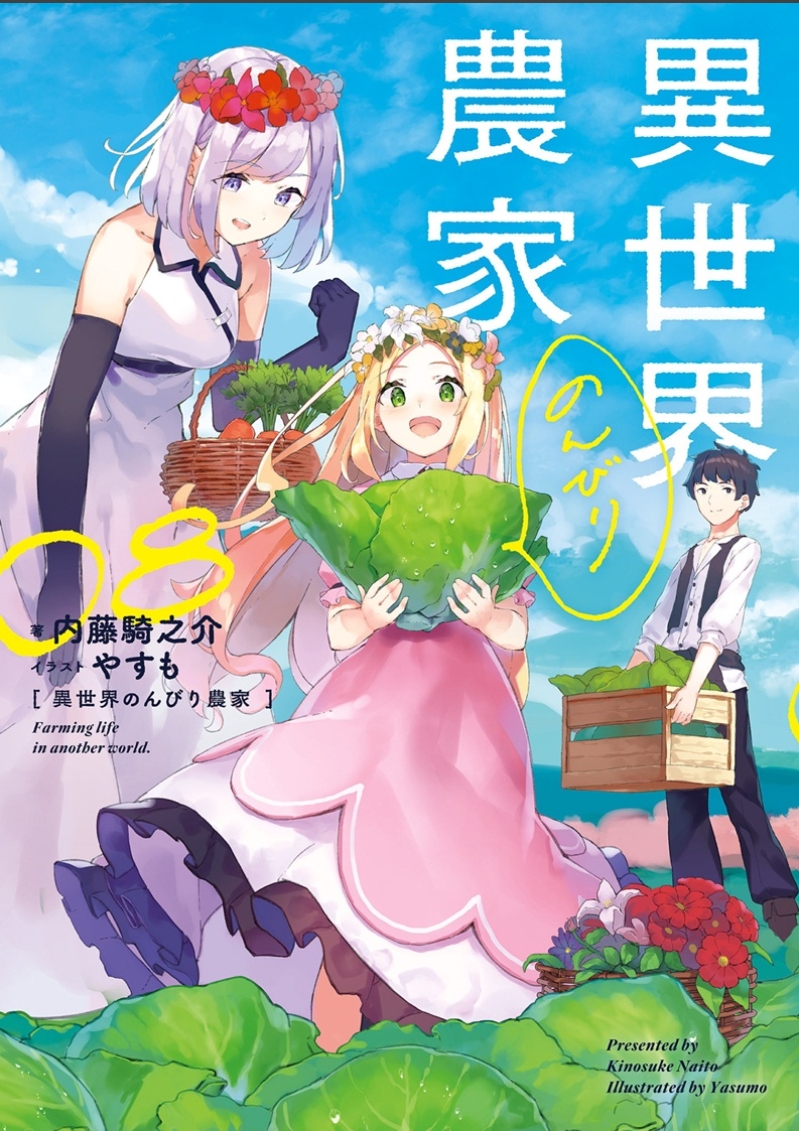 異世界
のんびり
農家
08
著 内藤騎之介
イラスト やすも
[ 異世界のんびり農家 ]
Farming life
in another world.
Presented by
Kinosuke Naito
Illustrated by Yasumo